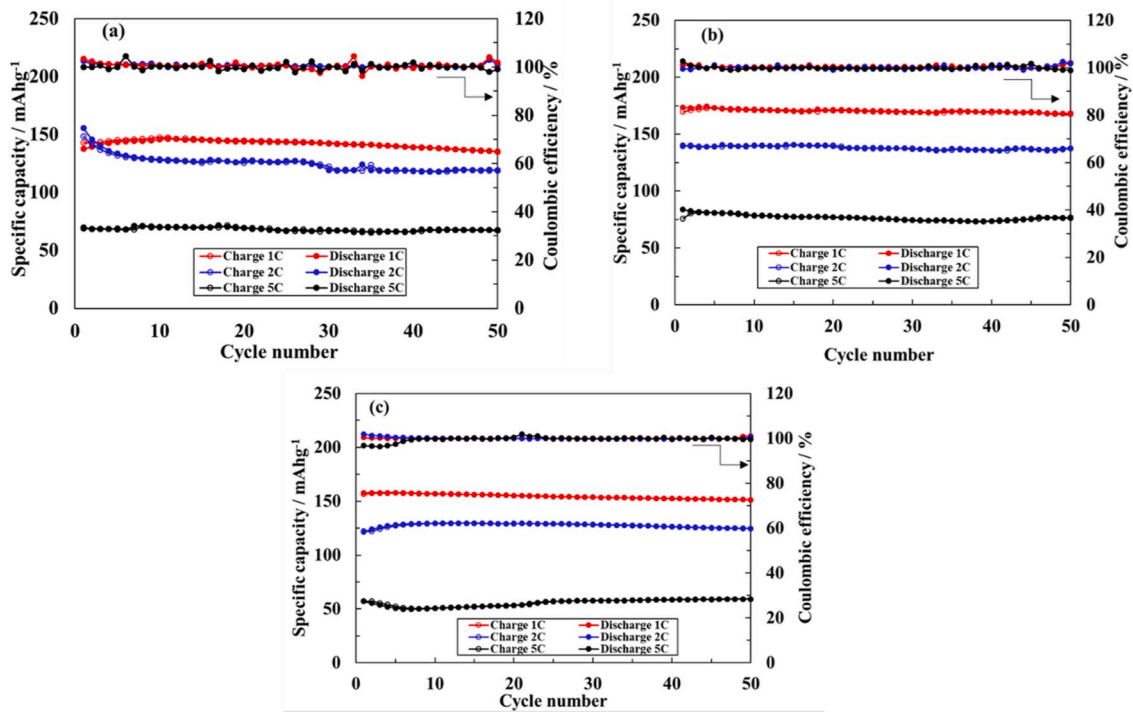 (a)
250
200
150
100
50
0
Specific capacity / mAhg⁻¹
120
100
80
60
40
20
0
Coulombic efficiency / %
Charge 1C Discharge 1C
Charge 2C Discharge 2C
Charge 5C Discharge 5C
0 10 20 30 40 50
Cycle number
(b)
250
200
150
100
50
0
Specific capacity / mAhg⁻¹
120
100
80
60
40
20
0
Coulombic efficiency / %
Charge 1C Discharge 1C
Charge 2C Discharge 2C
Charge 5C Discharge 5C
0 10 20 30 40 50
Cycle number
(c)
250
200
150
100
50
0
Specific capacity / mAhg⁻¹
120
100
80
60
40
20
0
Coulombic efficiency / %
Charge 1C Discharge 1C
Charge 2C Discharge 2C
Charge 5C Discharge 5C
0 10 20 30 40 50
Cycle number